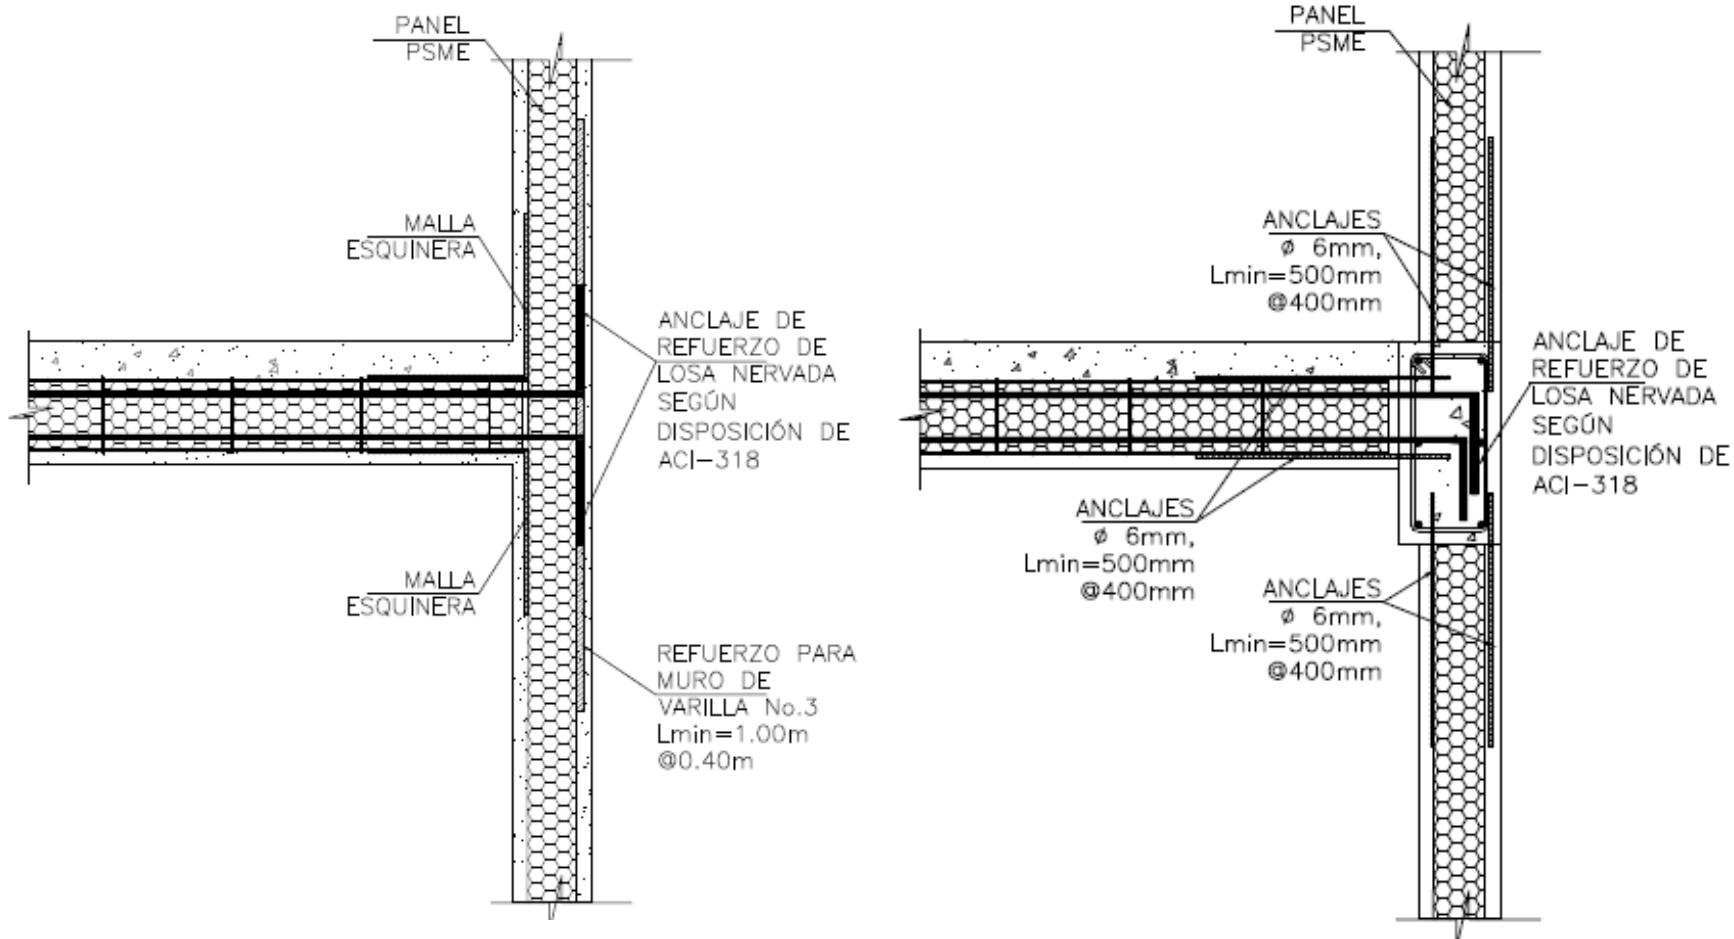 PANEL
PSME
MALLA
ESQUINERA
ANCLAJE DE
REFUERZO DE
LOSA NERVADA
SEGÚN
DISPOSICIÓN DE
ACI-318
MALLA
ESQUINERA
REFUERZO PARA
MURO DE
VARILLA No.3
Lmin=1.00m
@0.40m
PANEL
PSME
ANCLAJES
ø 6mm,
Lmin=500mm
@400mm
ANCLAJE DE
REFUERZO DE
LOSA NERVADA
SEGÚN
DISPOSICIÓN DE
ACI-318
ANCLAJES
ø 6mm,
Lmin=500mm
@400mm
ANCLAJES
ø 6mm,
Lmin=500mm
@400mm